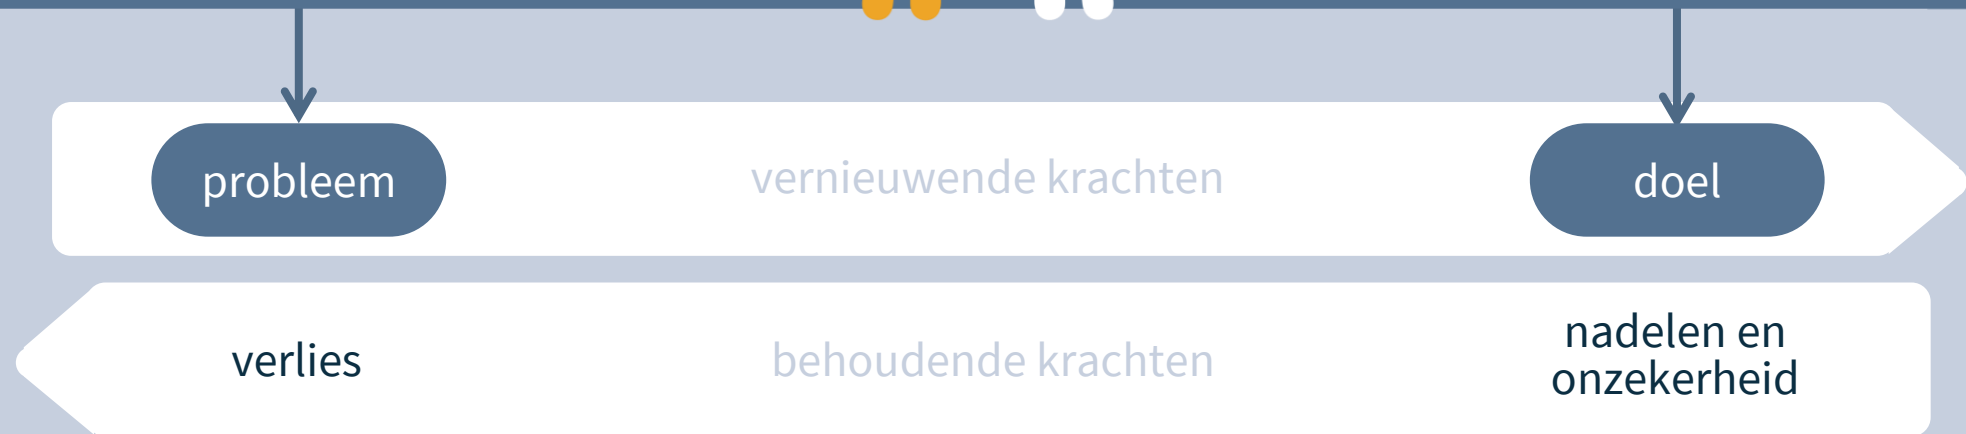 probleem
vernieuwende krachten
doel
verlies
behoudende krachten
nadelen en
onzekerheid